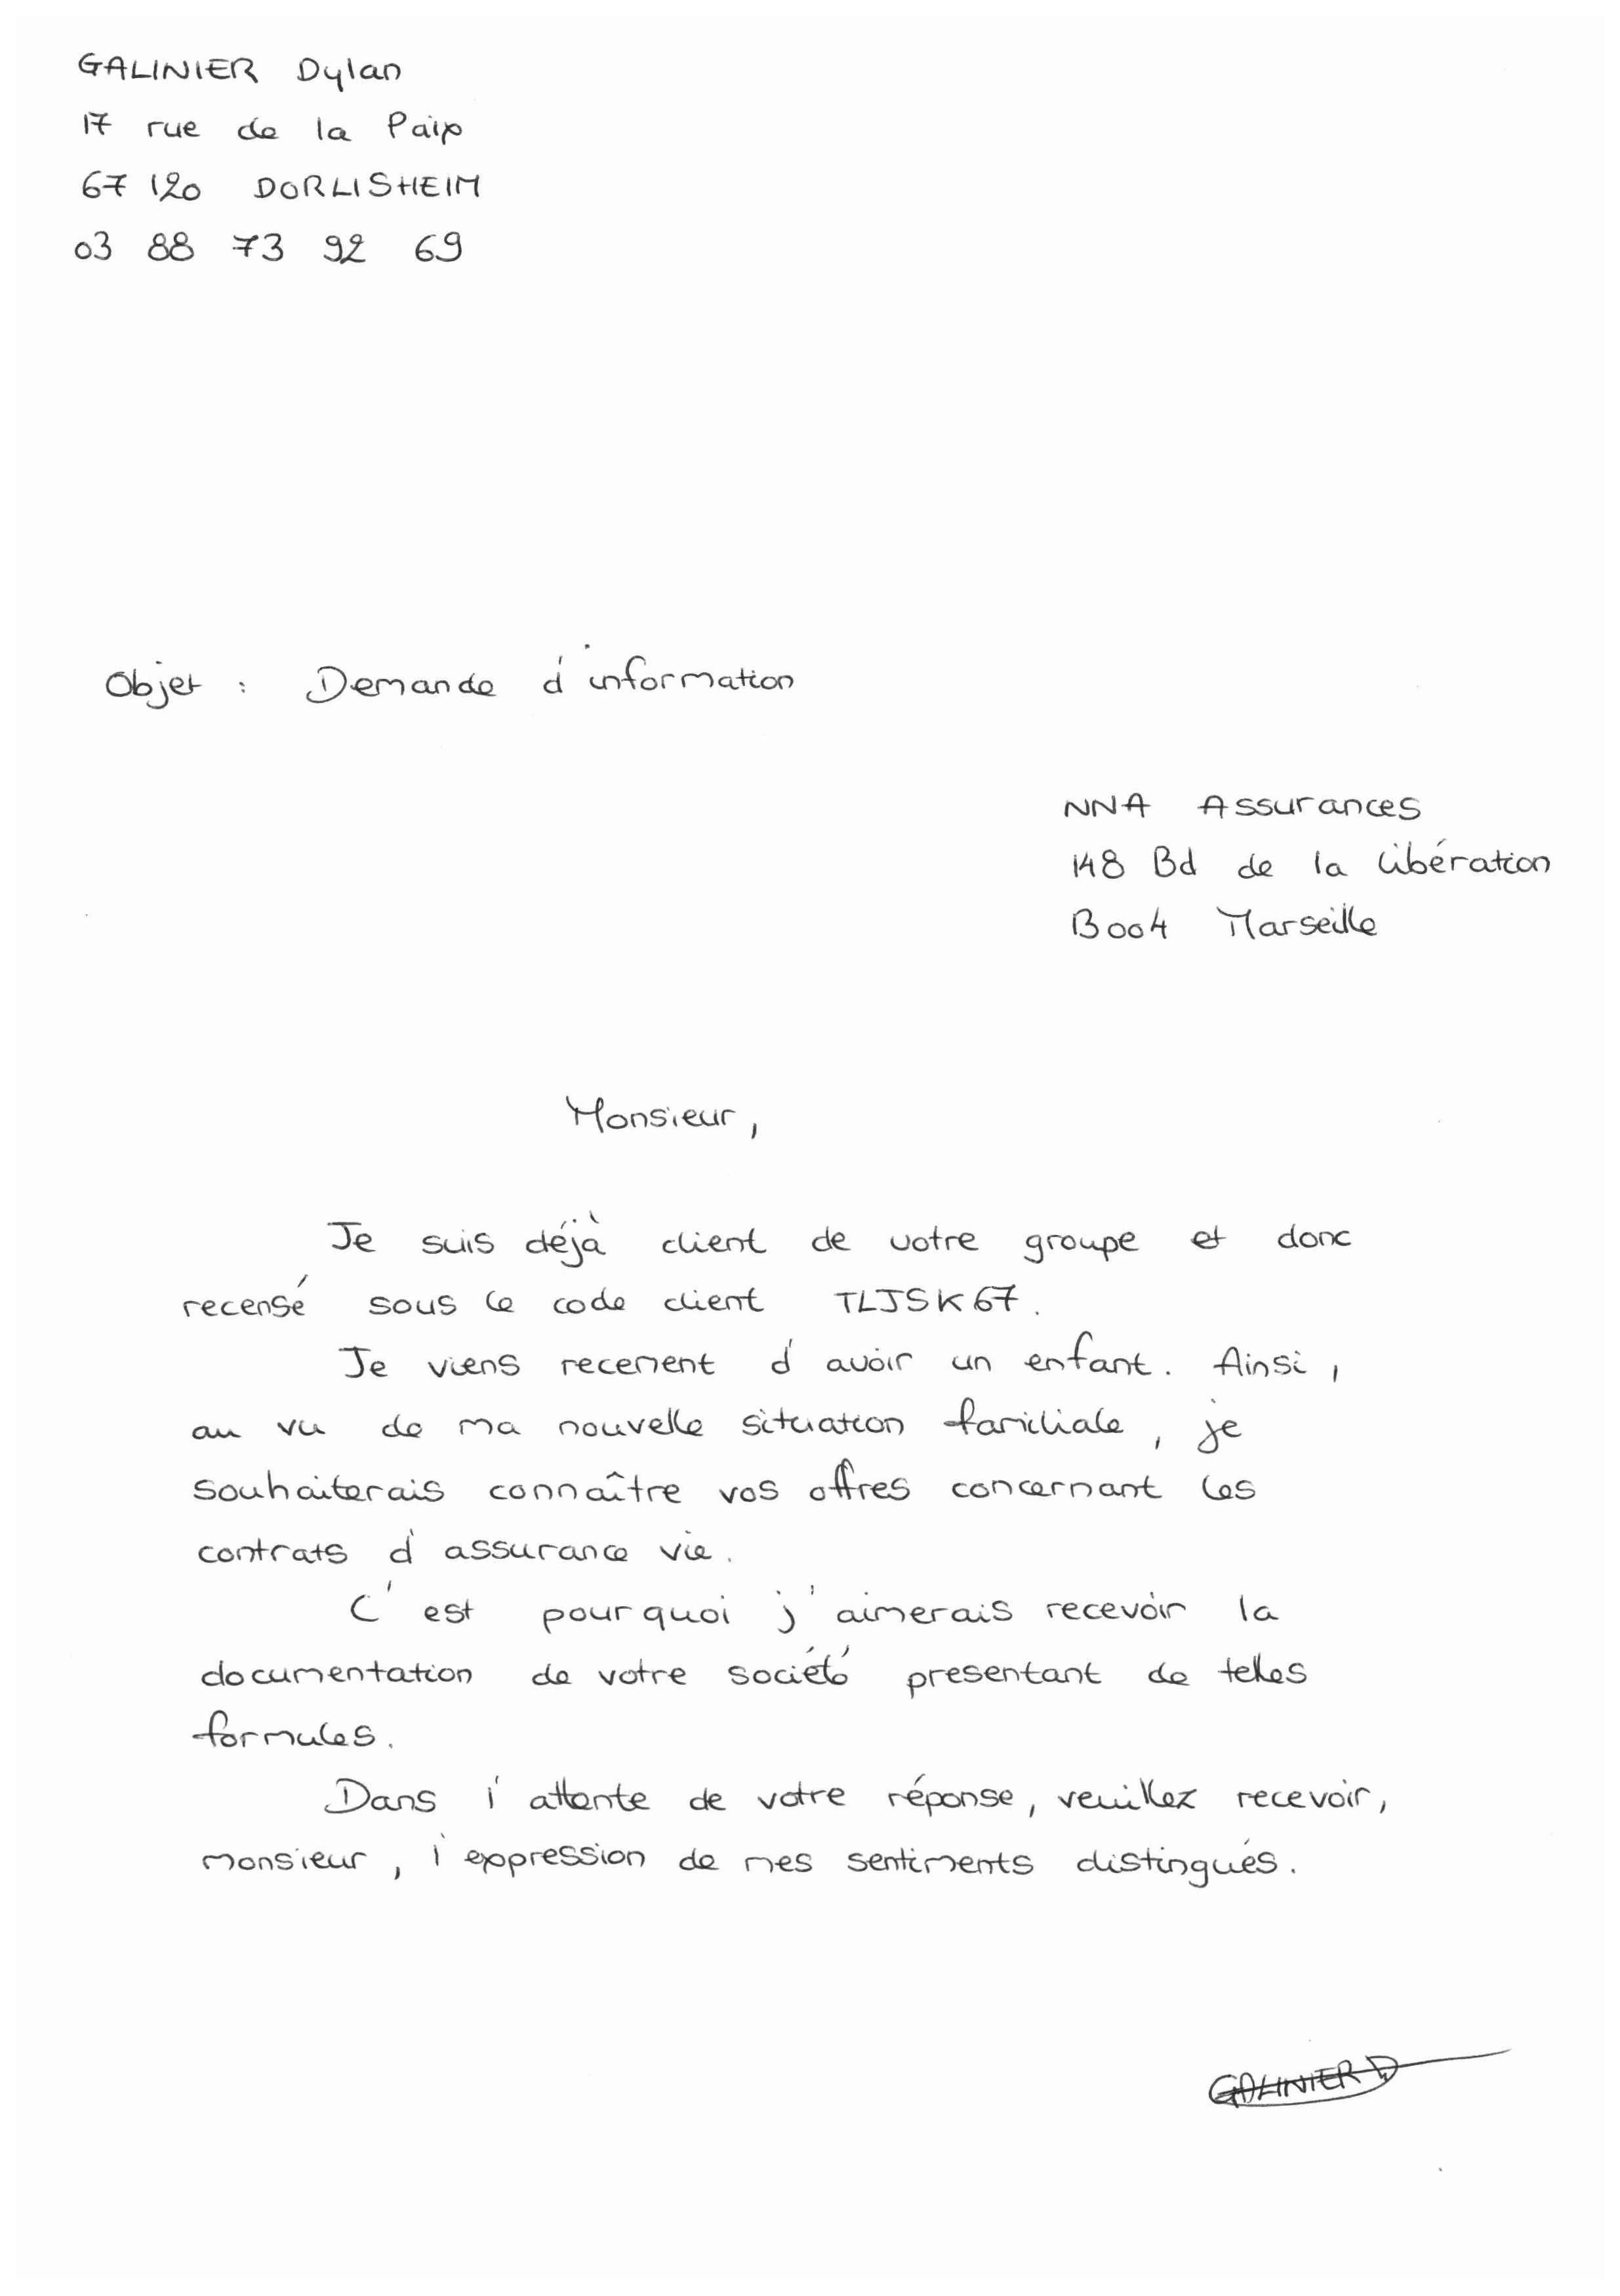 GALINIER Dylan
17 rue de la Paix
67 120 DORLISHEIM
03 88 73 92 69
Objet : Demande d'information
NNA Assurances
148 Bd de la libération
13004 Marseille
Monsieur,
Je suis déjà client de votre groupe et donc
recensé sous le code client TLJSK67.
Je viens recement d'avoir un enfant. Ainsi,
au vu de ma nouvelle situation familiale, je
souhaiterais connaître vos offres concernant les
contrats d'assurance vie.
C'est pourquoi j'aimerais recevoir la
documentation de votre société presentant de telles
formules.
Dans l'attente de votre réponse, veuillez recevoir,
monsieur, l'expression de mes sentiments distingués.
GALINIER D